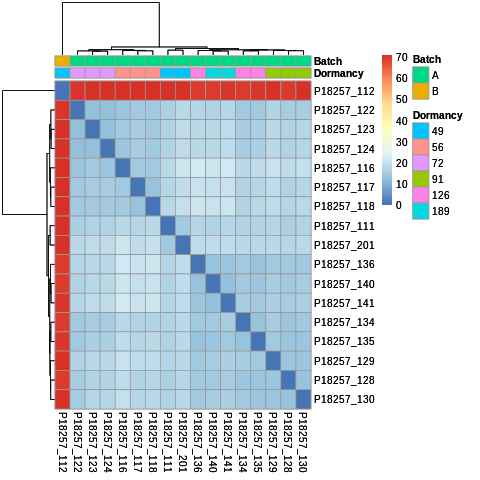 Batch
Dormancy
P18257_112
P18257_122
P18257_123
P18257_124
P18257_116
P18257_117
P18257_118
P18257_111
P18257_201
P18257_136
P18257_140
P18257_141
P18257_134
P18257_135
P18257_129
P18257_128
P18257_130
P18257_112
P18257_122
P18257_123
P18257_124
P18257_116
P18257_117
P18257_118
P18257_111
P18257_201
P18257_136
P18257_140
P18257_141
P18257_134
P18257_135
P18257_129
P18257_128
P18257_130
70
60
50
40
30
20
10
0
Batch
A
B
Dormancy
49
56
72
91
126
189